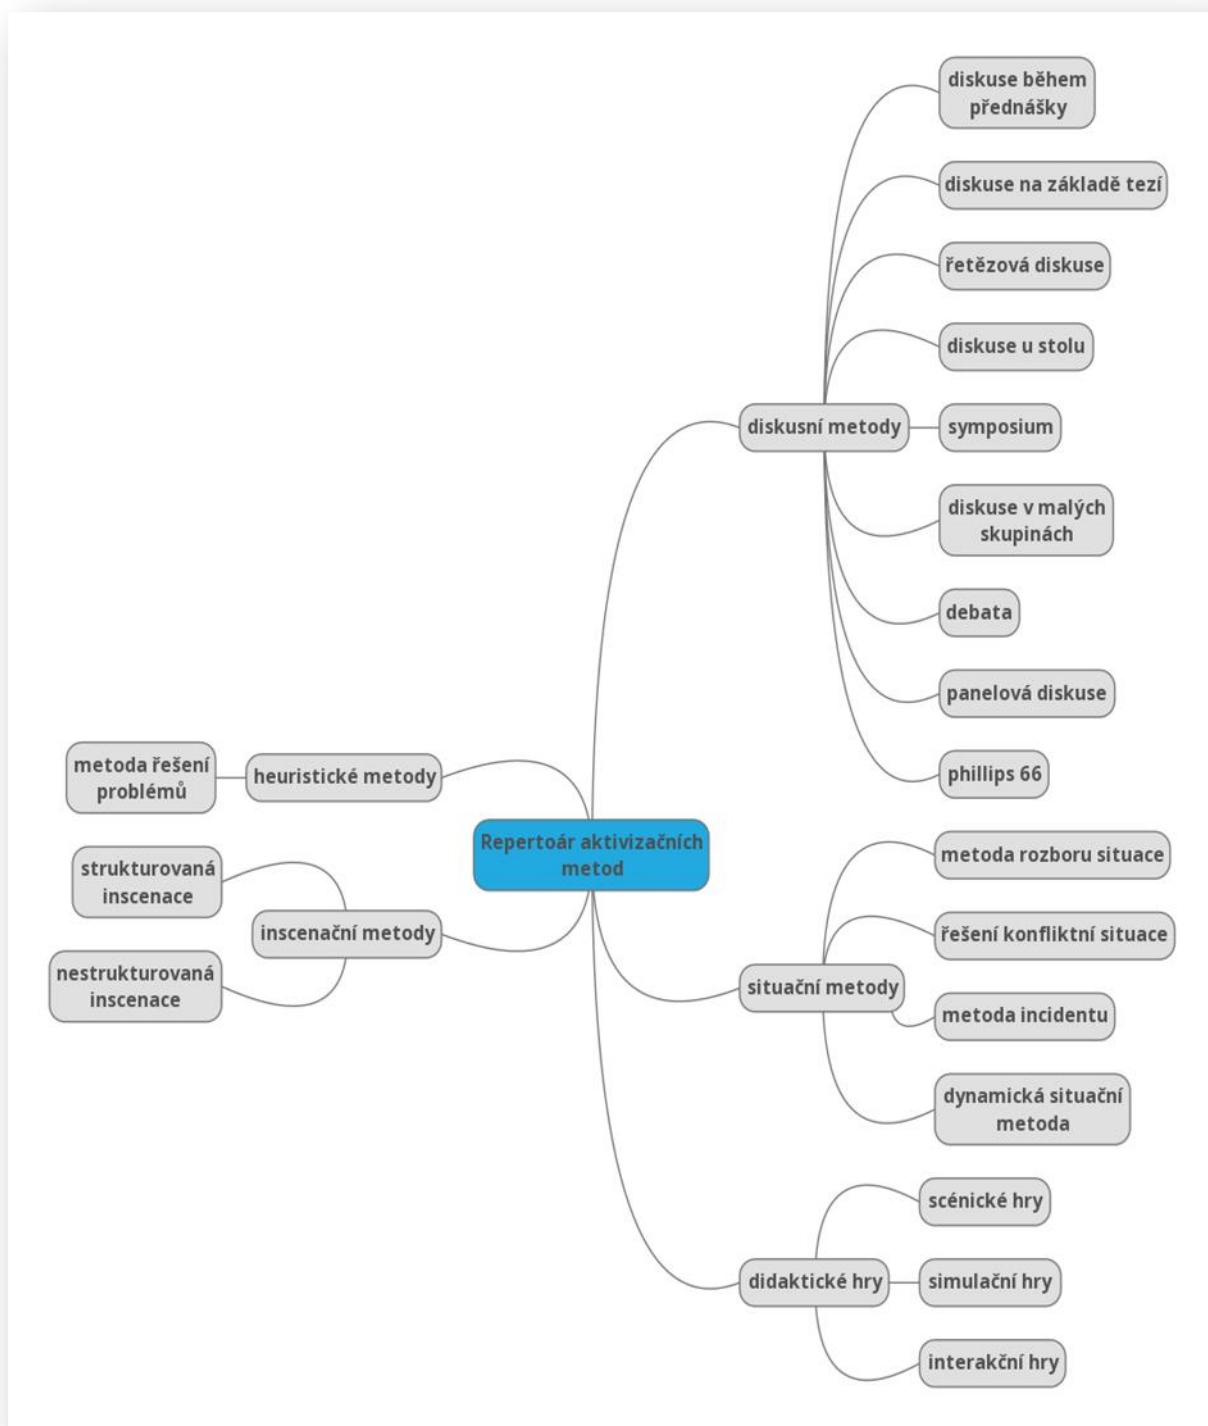 diskuse během
přednášky
diskuse na základě tezí
řetězová diskuse
diskuse u stolu
diskusní metody
symposium
diskuse v malých
skupinách
debata
panelová diskuse
phillips 66
metoda řešení
problémů
heuristické metody
Repertoár aktivizačních
metod
strukturovaná
inscenace
inscenační metody
nestrukturovaná
inscenace
metoda rozboru situace
řešení konfliktní situace
situační metody
metoda incidentu
dynamická situační
metoda
scénické hry
didaktické hry
simulační hry
interakční hry